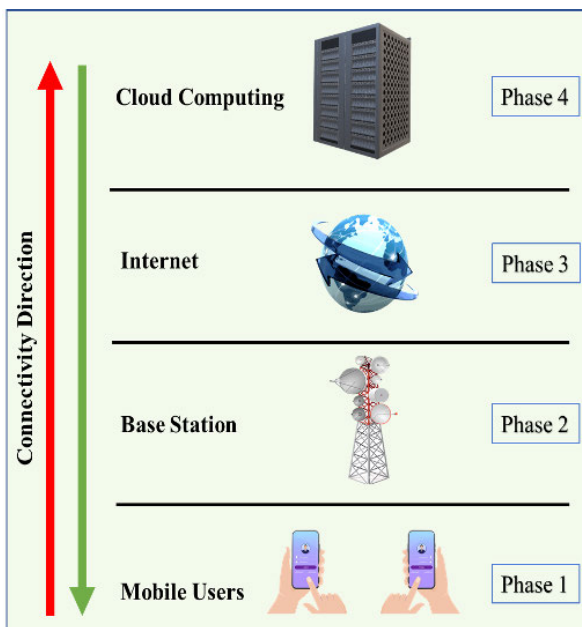 Cloud Computing
Phase 4
Internet
Phase 3
Base Station
Phase 2
Mobile Users
Phase 1
Connectivity Direction